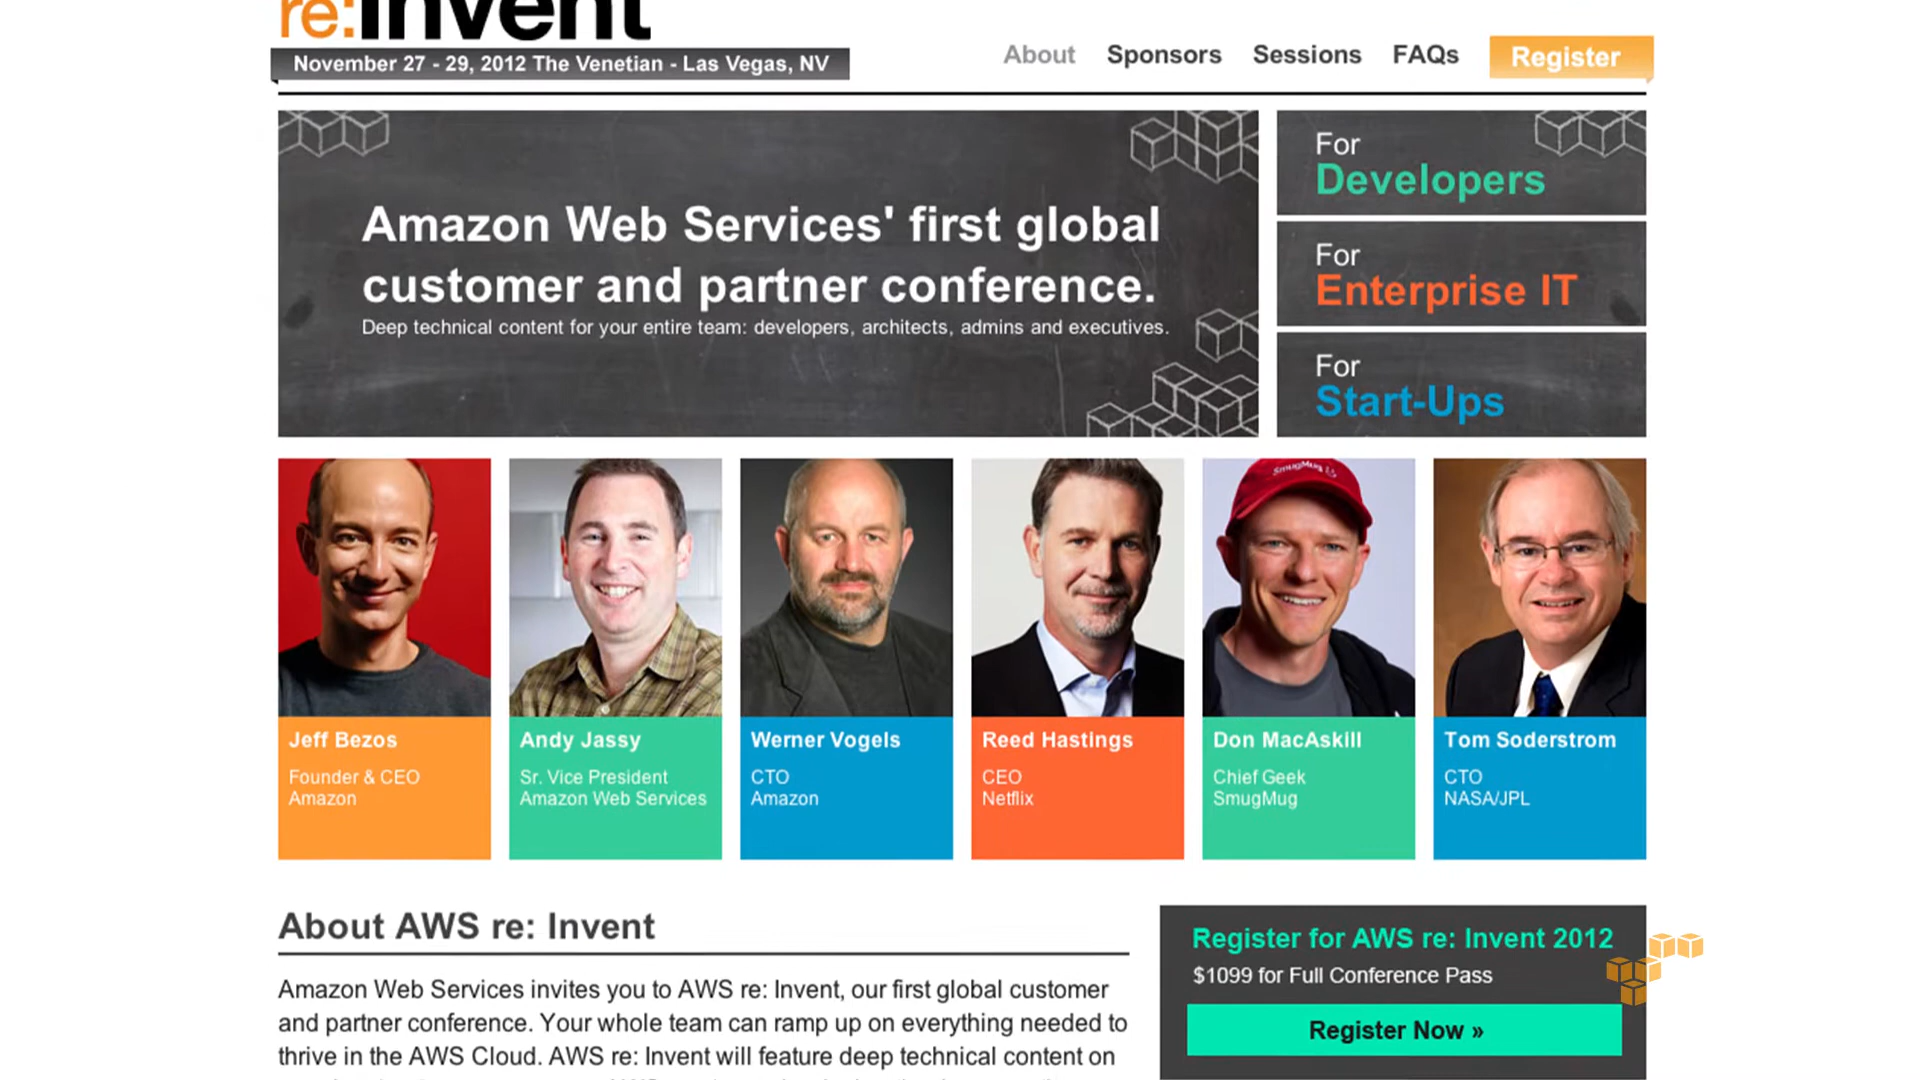 re:Invent
November 27 - 29, 2012 The Venetian - Las Vegas, NV
About
Sponsors
Sessions
FAQs
Register
Amazon Web Services' first global
customer and partner conference.
Deep technical content for your entire team: developers, architects, admins and executives.
For
Developers
For
Enterprise IT
For
Start-Ups
SmugMug
Jeff Bezos
Founder & CEO
Amazon
Andy Jassy
Sr. Vice President
Amazon Web Services
Werner Vogels
CTO
Amazon
Reed Hastings
CEO
Netflix
Don MacAskill
Chief Geek
SmugMug
Tom Soderstrom
CTO
NASA/JPL
About AWS re: Invent
Amazon Web Services invites you to AWS re: Invent, our first global customer
and partner conference. Your whole team can ramp up on everything needed to
thrive in the AWS Cloud. AWS re: Invent will feature deep technical content on
Register for AWS re: Invent 2012
$1099 for Full Conference Pass
Register Now »